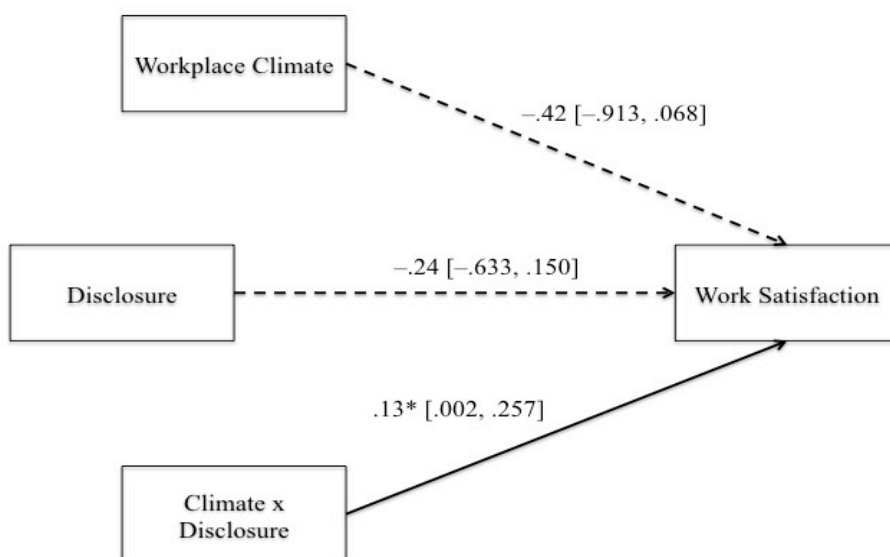 Workplace Climate
–.42 [–.913, .068]
–.24 [–.633, .150]
Disclosure
Work Satisfaction
.13* [.002, .257]
Climate x
Disclosure